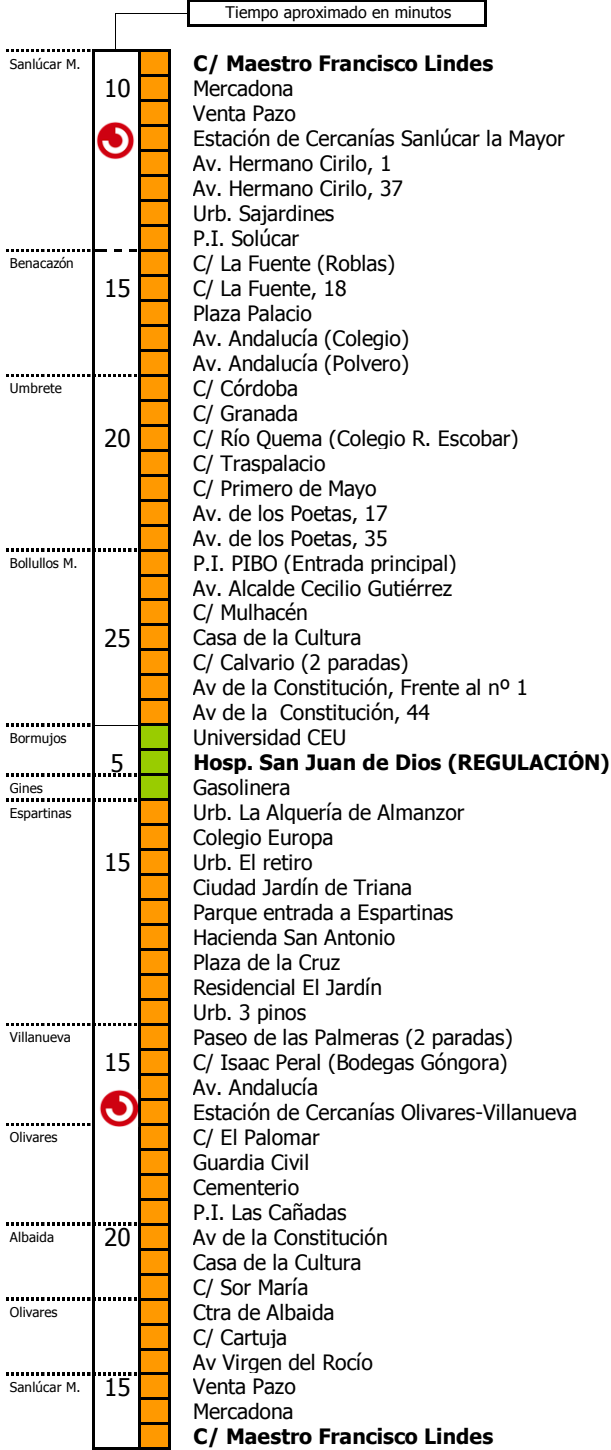 Tiempo aproximado en minutos
Sanlúcar M. C/ Maestro Francisco Lindes
10 Mercadona
Venta Pazo
Estación de Cercanías Sanlúcar la Mayor
Av. Hermano Cirilo, 1
Av. Hermano Cirilo, 37
Urb. Sajardines
P.I. Solúcar
Benacazón C/ La Fuente (Roblas)
15 C/ La Fuente, 18
Plaza Palacio
Av. Andalucía (Colegio)
Av. Andalucía (Polvero)
Umbrete C/ Córdoba
C/ Granada
20 C/ Río Quema (Colegio R. Escobar)
C/ Traspalacio
C/ Primero de Mayo
Av. de los Poetas, 17
Av. de los Poetas, 35
Bollullos M. P.I. PIBO (Entrada principal)
Av. Alcalde Cecilio Gutiérrez
C/ Mulhacén
25 Casa de la Cultura
C/ Calvario (2 paradas)
Av de la Constitución, Frente al nº 1
Av de la Constitución, 44
Bormujos Universidad CEU
5 Hosp. San Juan de Dios (REGULACIÓN)
Gines Gasolinera
Espartinas Urb. La Alquería de Almanzor
Colegio Europa
15 Urb. El retiro
Ciudad Jardín de Triana
Parque entrada a Espartinas
Hacienda San Antonio
Plaza de la Cruz
Residencial El Jardín
Urb. 3 pinos
Villanueva Paseo de las Palmeras (2 paradas)
15 C/ Isaac Peral (Bodegas Góngora)
Av. Andalucía
Estación de Cercanías Olivares-Villanueva
Olivares C/ El Palomar
Guardia Civil
Cementerio
P.I. Las Cañadas
Albaida 20 Av de la Constitución
Casa de la Cultura
C/ Sor María
Olivares Ctra de Albaida
C/ Cartuja
Av Virgen del Rocío
Sanlúcar M. 15 Venta Pazo
Mercadona
C/ Maestro Francisco Lindes